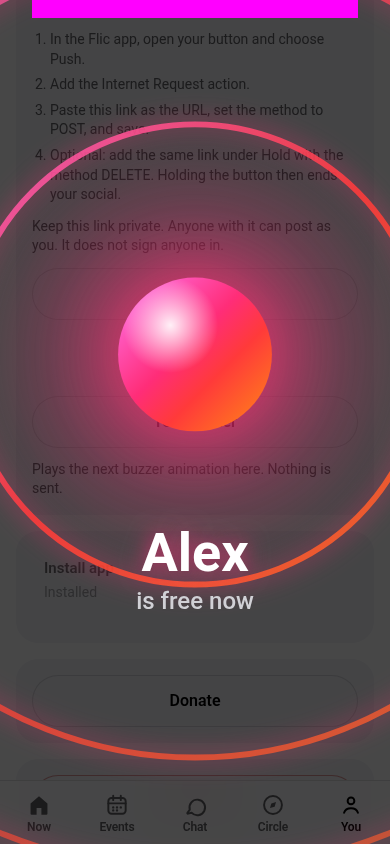 1. In the Flic app, open your button and choose
Push.
2. Add the Internet Request action.
3. Paste this link as the URL, set the method to
POST, and save.
4. Optional: add the same link under Hold with the
method DELETE. Holding the button then ends
your social.
Keep this link private. Anyone with it can post as
you. It does not sign anyone in.
Plays the next buzzer animation here. Nothing is
sent.
Alex
Install app
Installed
is free now
Donate
Now Events Chat Circle You